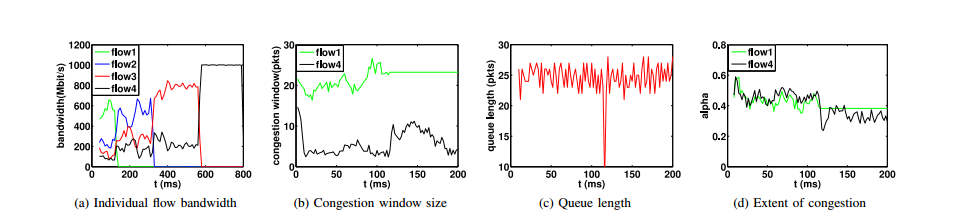 flow1
flow2
flow3
flow4
bandwidth(Mbit/s)
1200
1000
800
600
400
200
0
0 200 400 600 800
t (ms)
(a) Individual flow bandwidth
flow1
flow4
congestion window(pkts)
30
20
10
0
0 50 100 150 200
t (ms)
(b) Congestion window size
queue length (pkts)
30
25
20
15
10
0 50 100 150 200
t (ms)
(c) Queue length
flow1
flow4
alpha
0.8
0.6
0.4
0.2
0
0 50 100 150 200
t (ms)
(d) Extent of congestion